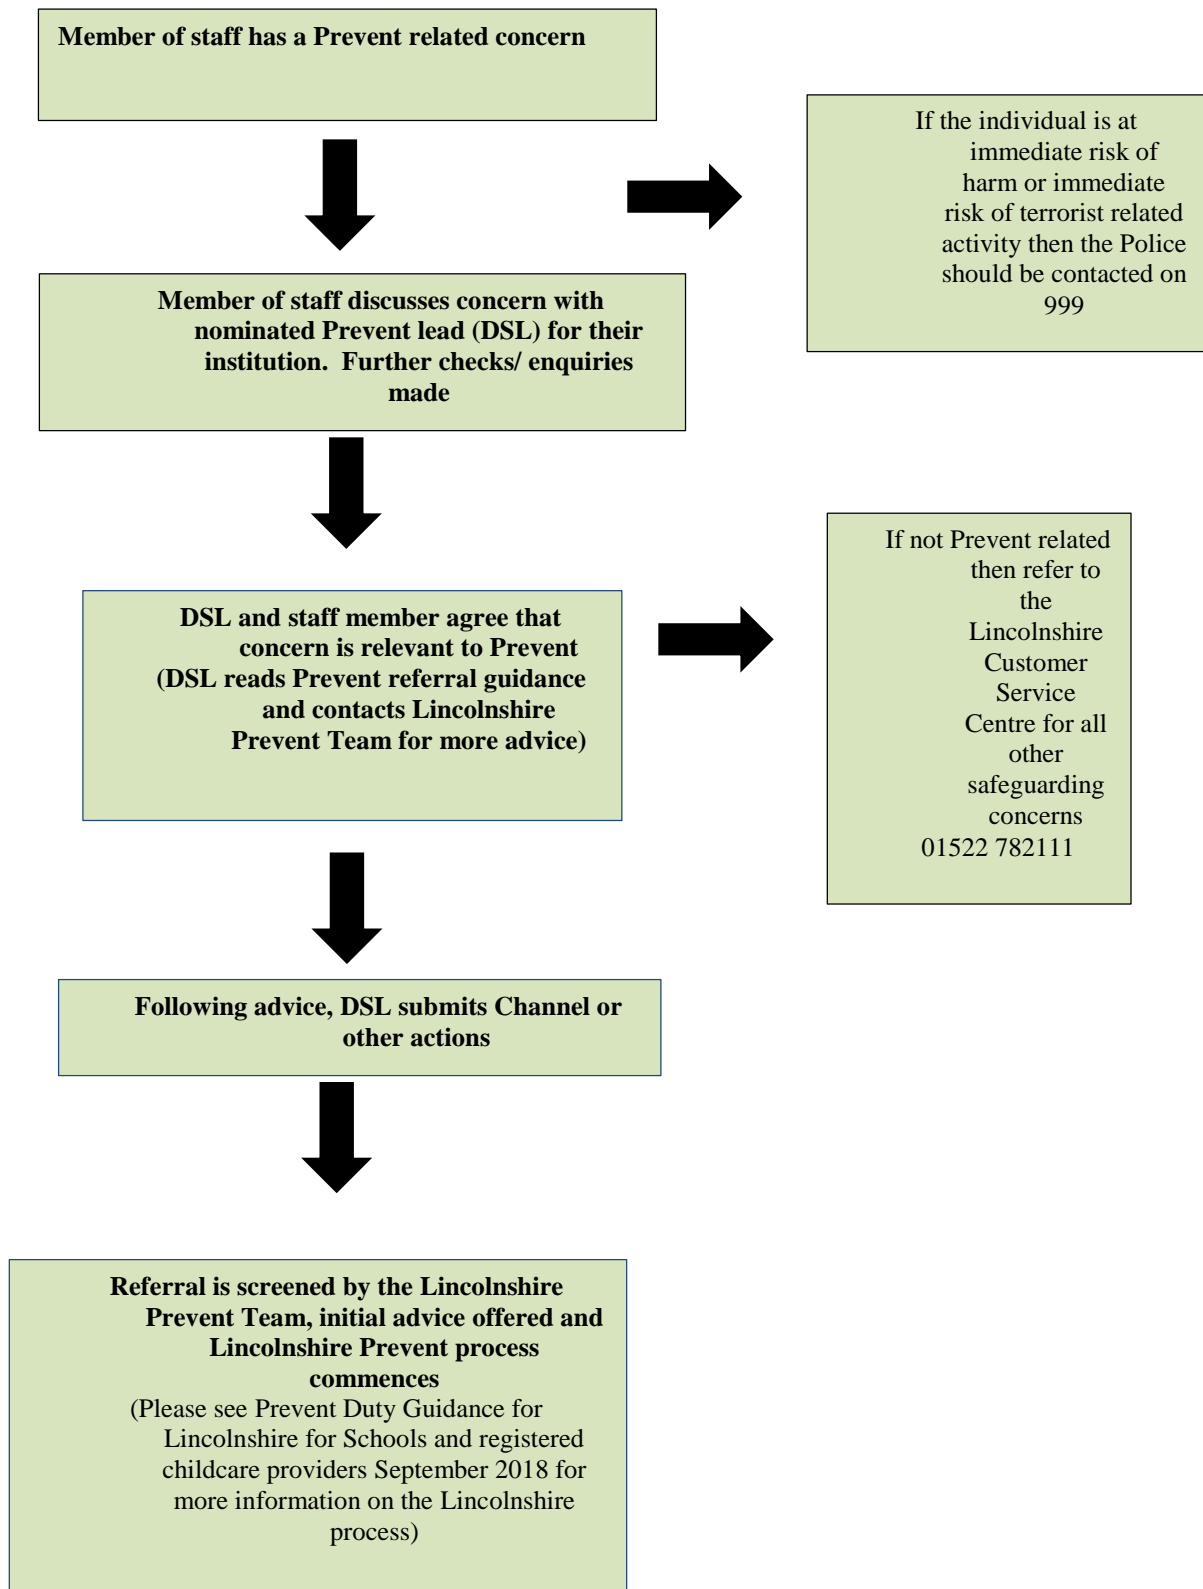 Member of staff has a Prevent related concern
If the individual is at
immediate risk of
harm or immediate
risk of terrorist related
activity then the Police
should be contacted on
999
Member of staff discusses concern with
nominated Prevent lead (DSL) for their
institution.  Further checks/ enquiries
made
DSL and staff member agree that
concern is relevant to Prevent
(DSL reads Prevent referral guidance
and contacts Lincolnshire
Prevent Team for more advice)
If not Prevent related
then refer to
the
Lincolnshire
Customer
Service
Centre for all
other
safeguarding
concerns
01522 782111
Following advice, DSL submits Channel or
other actions
Referral is screened by the Lincolnshire
Prevent Team, initial advice offered and
Lincolnshire Prevent process
commences
(Please see Prevent Duty Guidance for
Lincolnshire for Schools and registered
childcare providers September 2018 for
more information on the Lincolnshire
process)